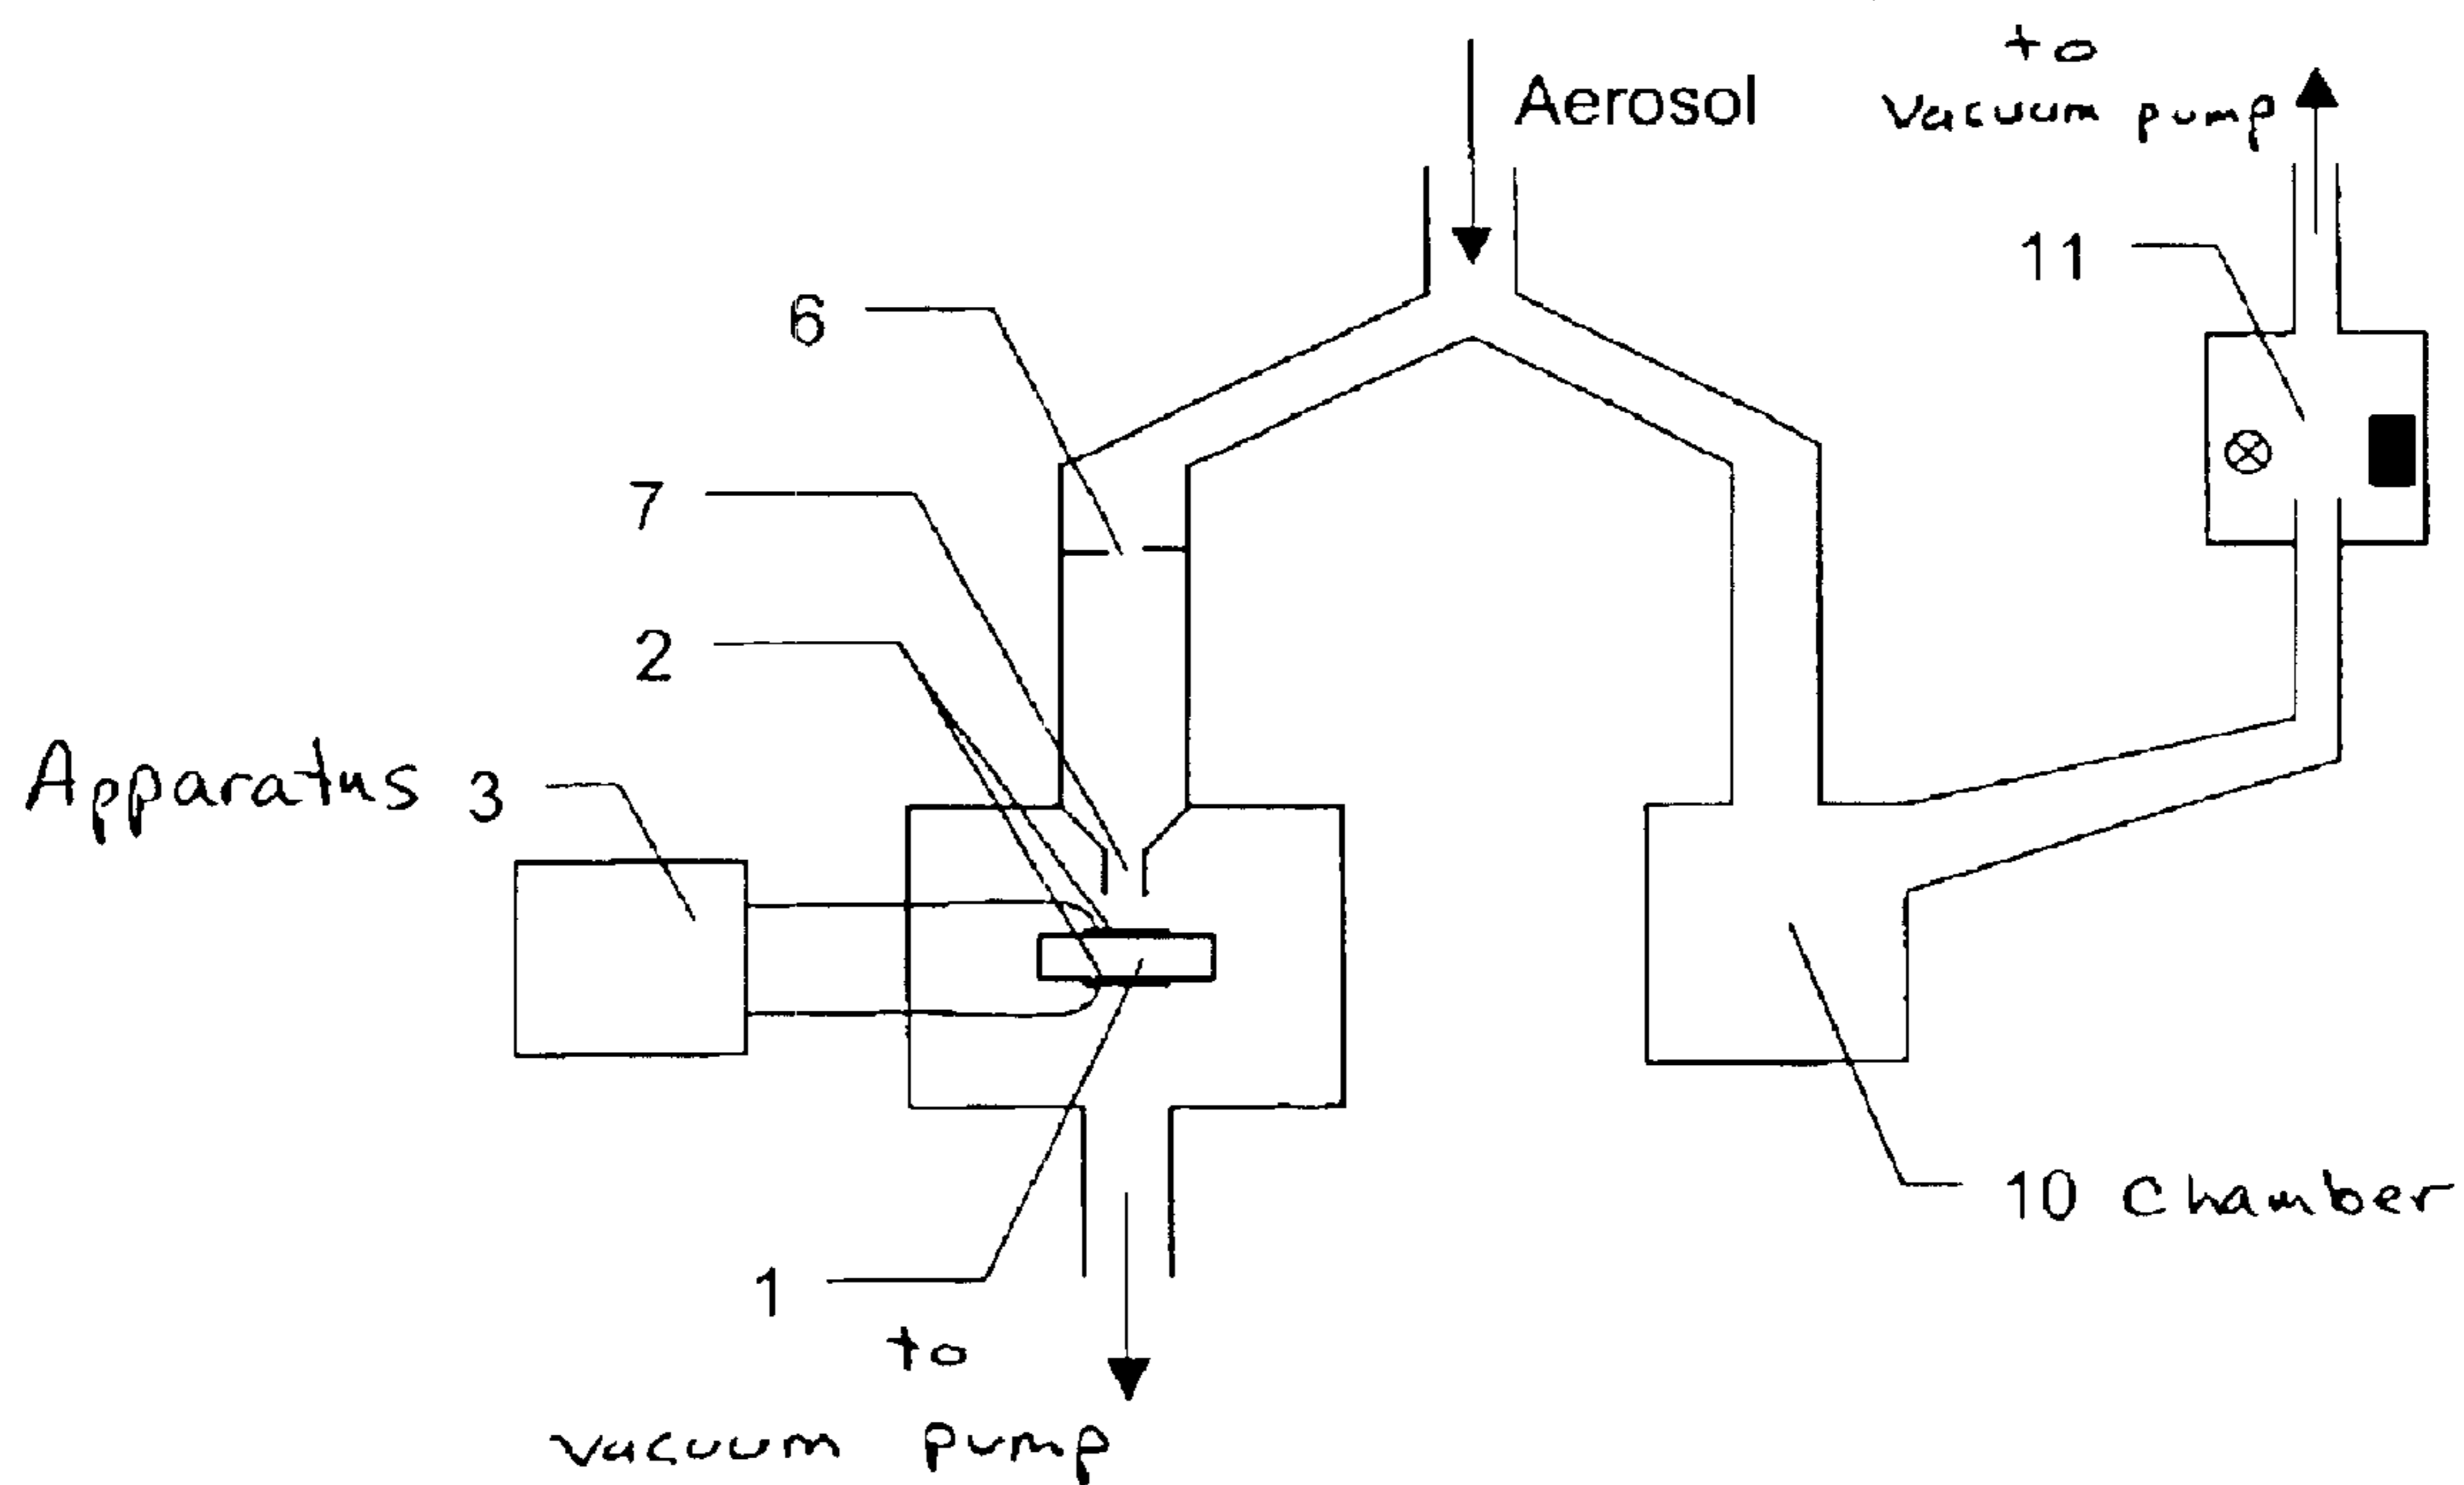 to
Aerosol
vacuum pump
11
6
7
2
Apparatus 3
10 Chamber
1
to
vacuum pump